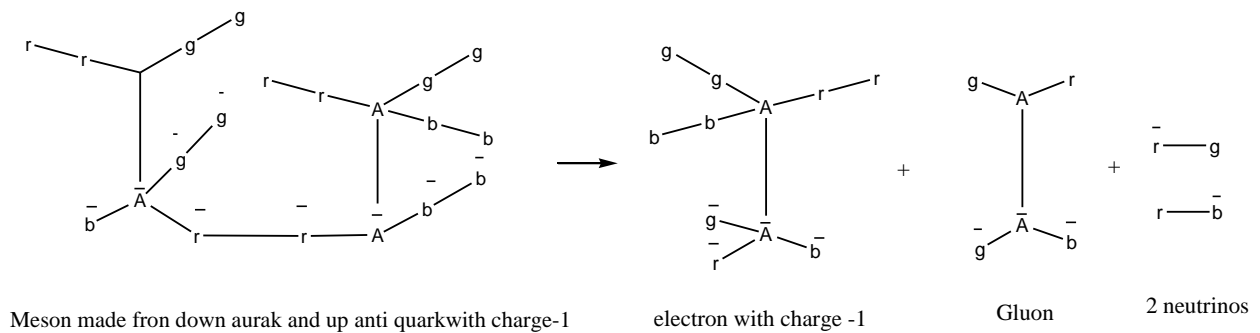 r r g g
g̅ g̅
A̅
b̅ r̅
r r A g g
b b
r̅ A̅ b̅ b̅
g g A r r
b b
g̅ A̅ b̅
r̅
+
g A r
g̅ A̅ b̅
+
r̅ g
r b̅
Meson made fron down aurak and up anti quarkwith charge-1
electron with charge -1
Gluon
2 neutrinos